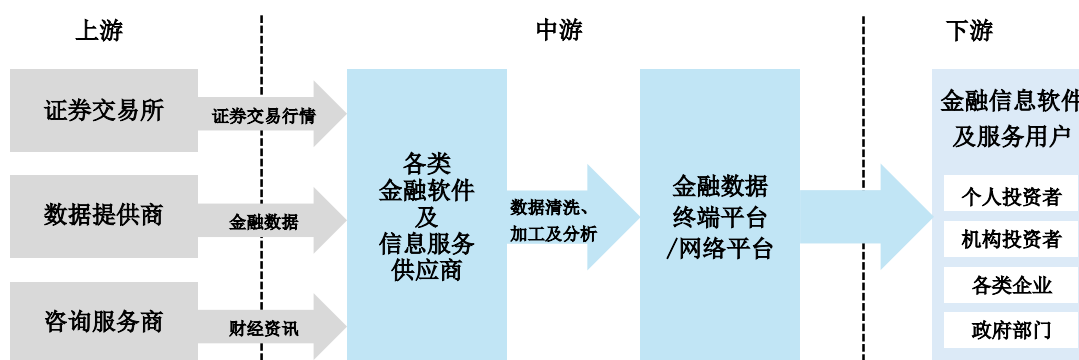 上游
中游
下游
证券交易所
证券交易行情
数据提供商
金融数据
咨询服务商
财经资讯
各类
金融软件
及
信息服务
供应商
数据清洗、
加工及分析
金融数据
终端平台
/网络平台
金融信息软件
及服务用户
个人投资者
机构投资者
各类企业
政府部门